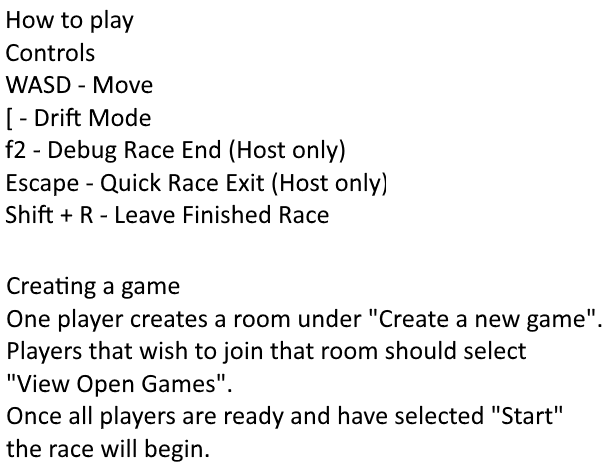 How to play
Controls
WASD - Move
[ - Drift Mode
f2 - Debug Race End (Host only)
Escape - Quick Race Exit (Host only)
Shift + R - Leave Finished Race
Creating a game
One player creates a room under "Create a new game".
Players that wish to join that room should select
"View Open Games".
Once all players are ready and have selected "Start"
the race will begin.